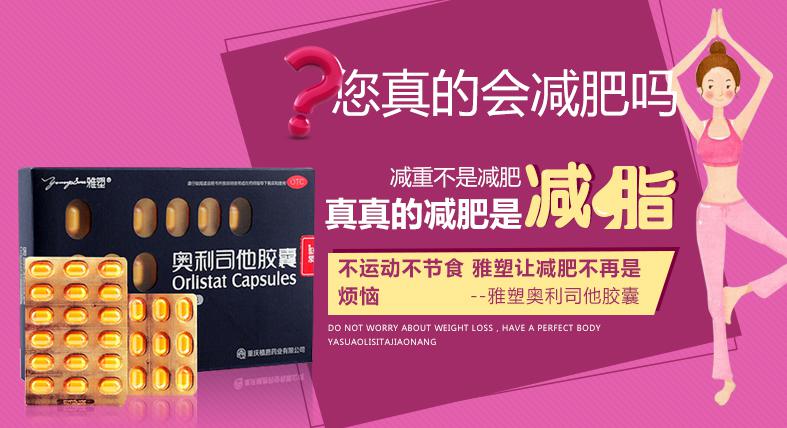 您真的会减肥吗
减重不是减肥
真真的减肥是减脂
不运动不节食 雅塑让减肥不再是
烦恼 --雅塑奥利司他胶囊
DO NOT WORRY ABOUT WEIGHT LOSS , HAVE A PERFECT BODY
YASUAOLISITAJIAONANG
雅塑®
OTC
奥利司他胶囊
Orlistat Capsules